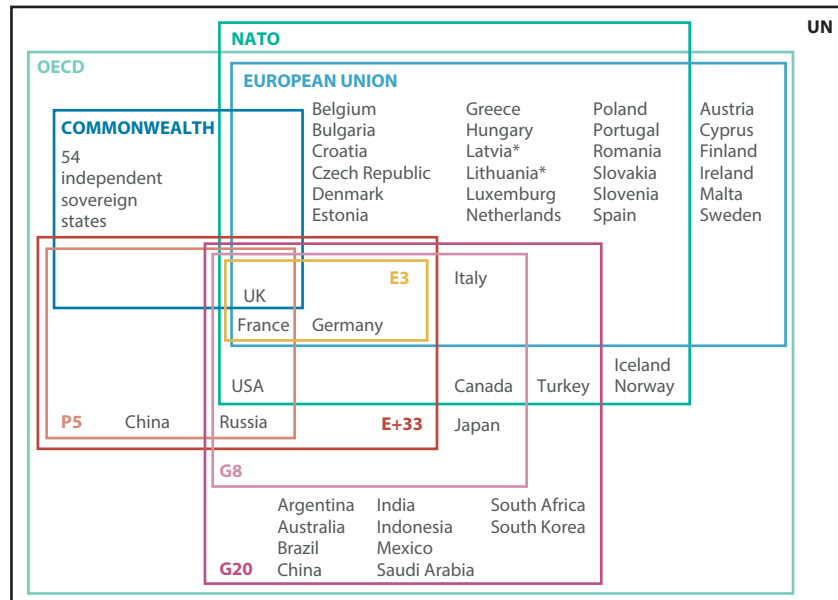 UN
NATO
OECD
EUROPEAN UNION
Belgium Greece Poland Austria
COMMONWEALTH Bulgaria Hungary Portugal Cyprus
Croatia Latvia* Romania Finland
54 Czech Republic Lithuania* Slovakia Ireland
independent Denmark Luxemburg Slovenia Malta
sovereign Estonia Netherlands Spain Sweden
states
E3 Italy
UK
France Germany
Iceland
USA Canada Turkey Norway
P5 China Russia E+33 Japan
G8
Argentina India South Africa
Australia Indonesia South Korea
Brazil Mexico
G20 China Saudi Arabia